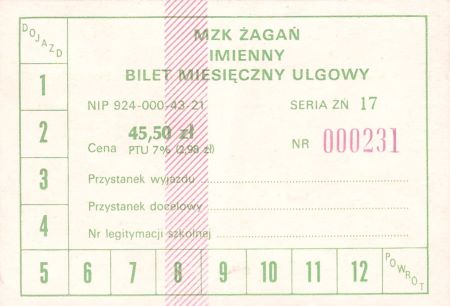 DOJAZD
MZK ŻAGAŃ
IMIENNY
BILET MIESIĘCZNY ULGOWY
1
NIP 924-000-43-21 SERIA ZŃ 17
2
45,50 zł
Cena PTU 7% (2,98 zł) NR 000231
3
Przystanek wyjazdu
Przystanek docelowy
4
Nr legitymacji szkolnej
5 6 7 8 9 10 11 12 POWRÓT